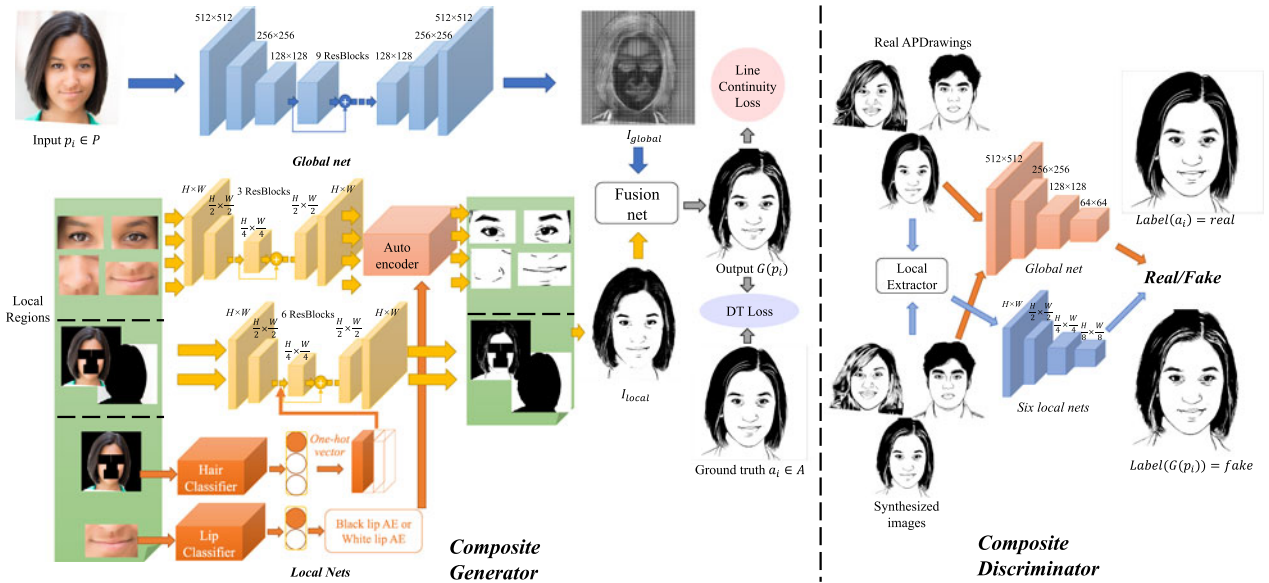 512×512
256×256
128×128
9 ResBlocks
128×128
256×256
512×512
Input p_i ∈ P
Global net
I_global
Line
Continuity
Loss
Fusion
net
Output G(p_i)
DT Loss
Ground truth a_i ∈ A
I_local
Local
Regions
H×W
H/2 × W/2
3 ResBlocks
H/4 × W/4
H/2 × W/2
H×W
Auto
encoder
H×W
H/2 × W/2
6 ResBlocks
H/4 × W/4
H/2 × W/2
H×W
Hair
Classifier
One-hot
vector
Lip
Classifier
Black lip AE or
White lip AE
Local Nets
Composite
Generator
Real APDrawings
512×512
256×256
128×128
64×64
Global net
Local
Extractor
H×W
H/2 × W/2
H/4 × W/4
H/8 × W/8
Six local nets
Real/Fake
Label(a_i) = real
Label(G(p_i)) = fake
Synthesized
images
Composite
Discriminator